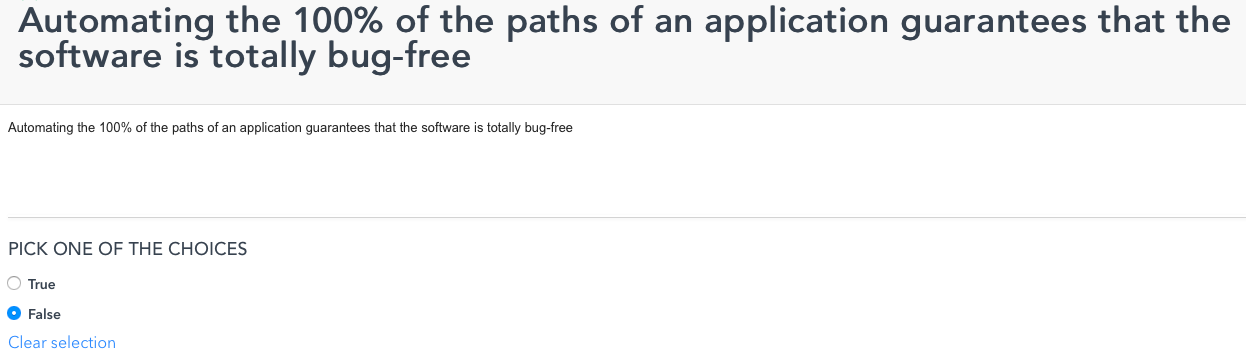 Automating the 100% of the paths of an application guarantees that the
software is totally bug-free
Automating the 100% of the paths of an application guarantees that the software is totally bug-free
PICK ONE OF THE CHOICES
True
False
Clear selection